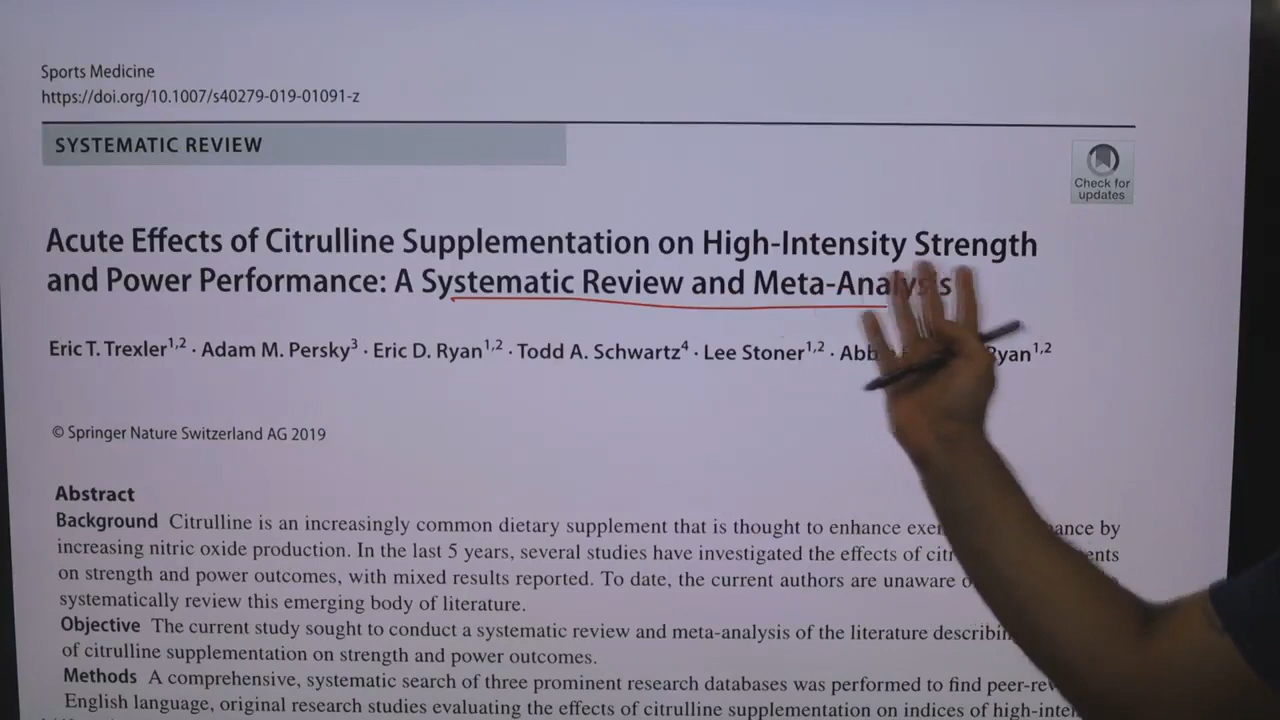 Sports Medicine
https://doi.org/10.1007/s40279-019-01091-z
SYSTEMATIC REVIEW
Check for
updates
Acute Effects of Citrulline Supplementation on High-Intensity Strength
and Power Performance: A Systematic Review and Meta-Analysis
Eric T. Trexler1,2 · Adam M. Persky3 · Eric D. Ryan1,2 · Todd A. Schwartz4 · Lee Stoner1,2 · Ryan1,2
© Springer Nature Switzerland AG 2019
Abstract
Background Citrulline is an increasingly common dietary supplement that is thought to enhance by
increasing nitric oxide production. In the last 5 years, several studies have investigated the effects of
on strength and power outcomes, with mixed results reported. To date, the current authors are unaware
systematically review this emerging body of literature.
Objective The current study sought to conduct a systematic review and meta-analysis of the literature
of citrulline supplementation on strength and power outcomes.
Methods A comprehensive, systematic search of three prominent research databases was performed to find
English language, original research studies evaluating the effects of citrulline supplementation on indices of